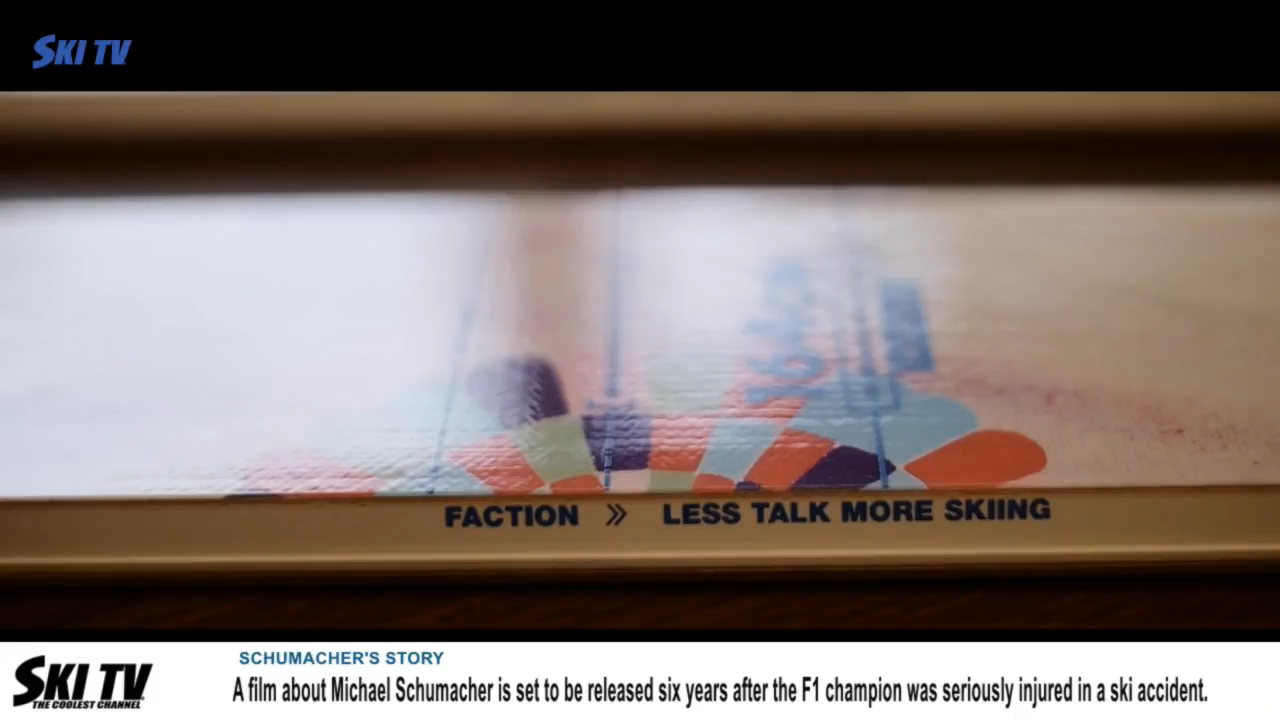 SKI TV
FACTION » LESS TALK MORE SKIING
SCHUMACHER'S STORY
A film about Michael Schumacher is set to be released six years after the F1 champion was seriously injured in a ski accident.
SKI TV
THE COOLEST CHANNEL